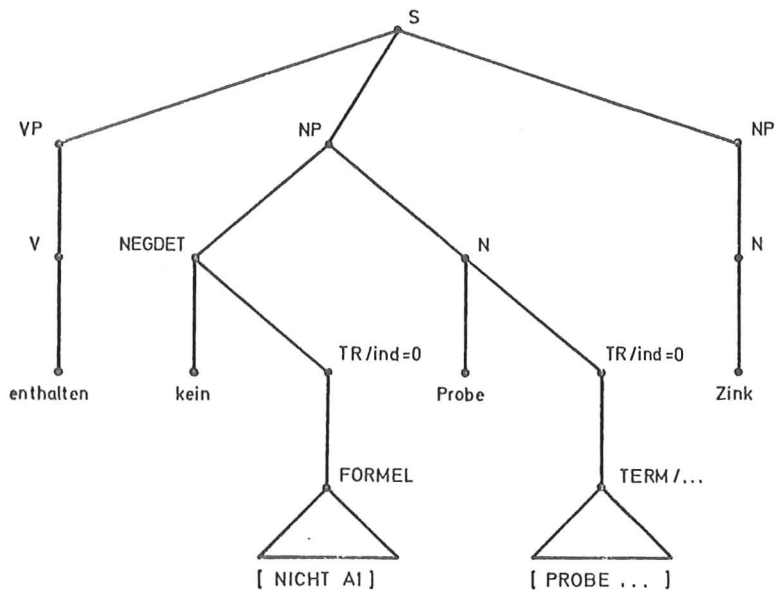 S
VP NP NP
V NEGDET N N
TR/ind=0 TR/ind=0
enthalten kein Probe Zink
FORMEL TERM/...
[ NICHT A1 ] [ PROBE ... ]